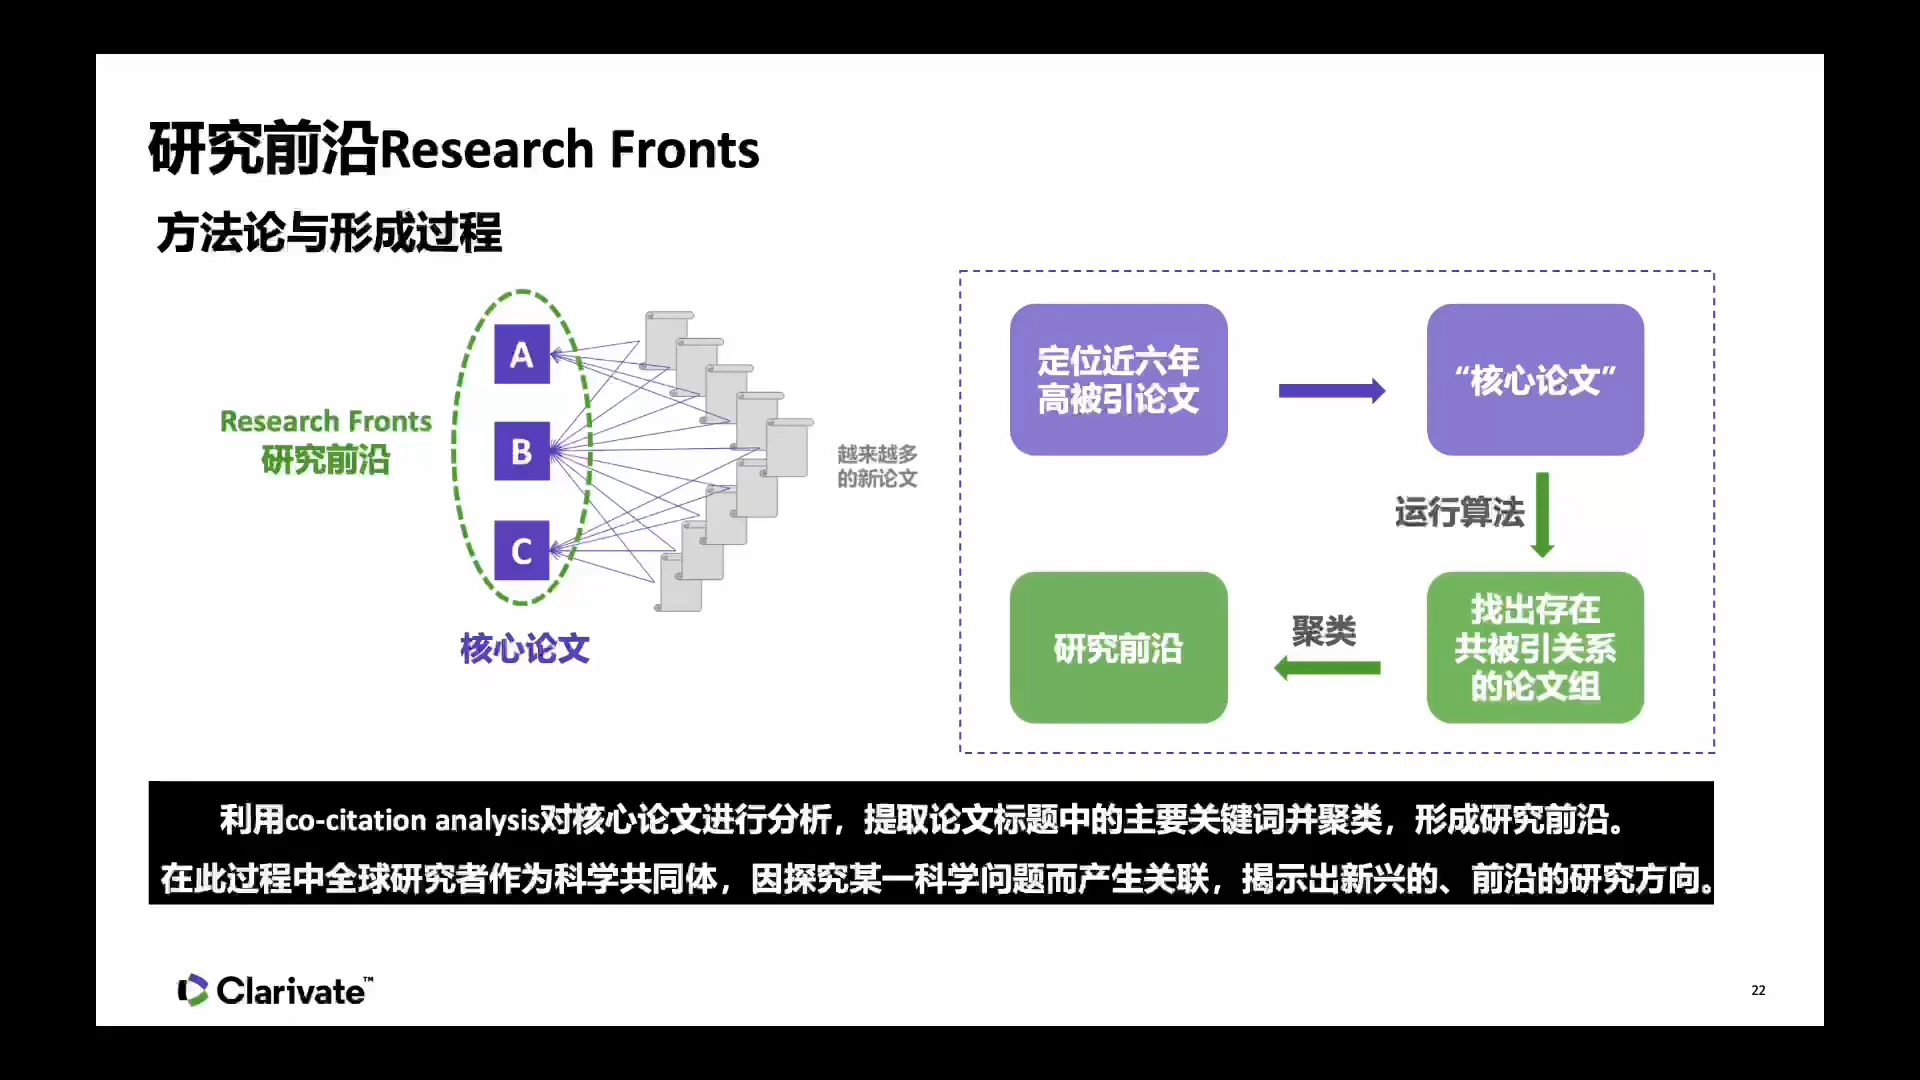 研究前沿Research Fronts
方法论与形成过程
Research Fronts
研究前沿
A
B
C
核心论文
越来越多
的新论文
定位近六年
高被引论文
“核心论文”
运行算法
找出存在
共被引关系
的论文组
聚类
研究前沿
利用co-citation analysis对核心论文进行分析，提取论文标题中的主要关键词并聚类，形成研究前沿。
在此过程中全球研究者作为科学共同体，因探究某一科学问题而产生关联，揭示出新兴的、前沿的研究方向。
Clarivate™
22